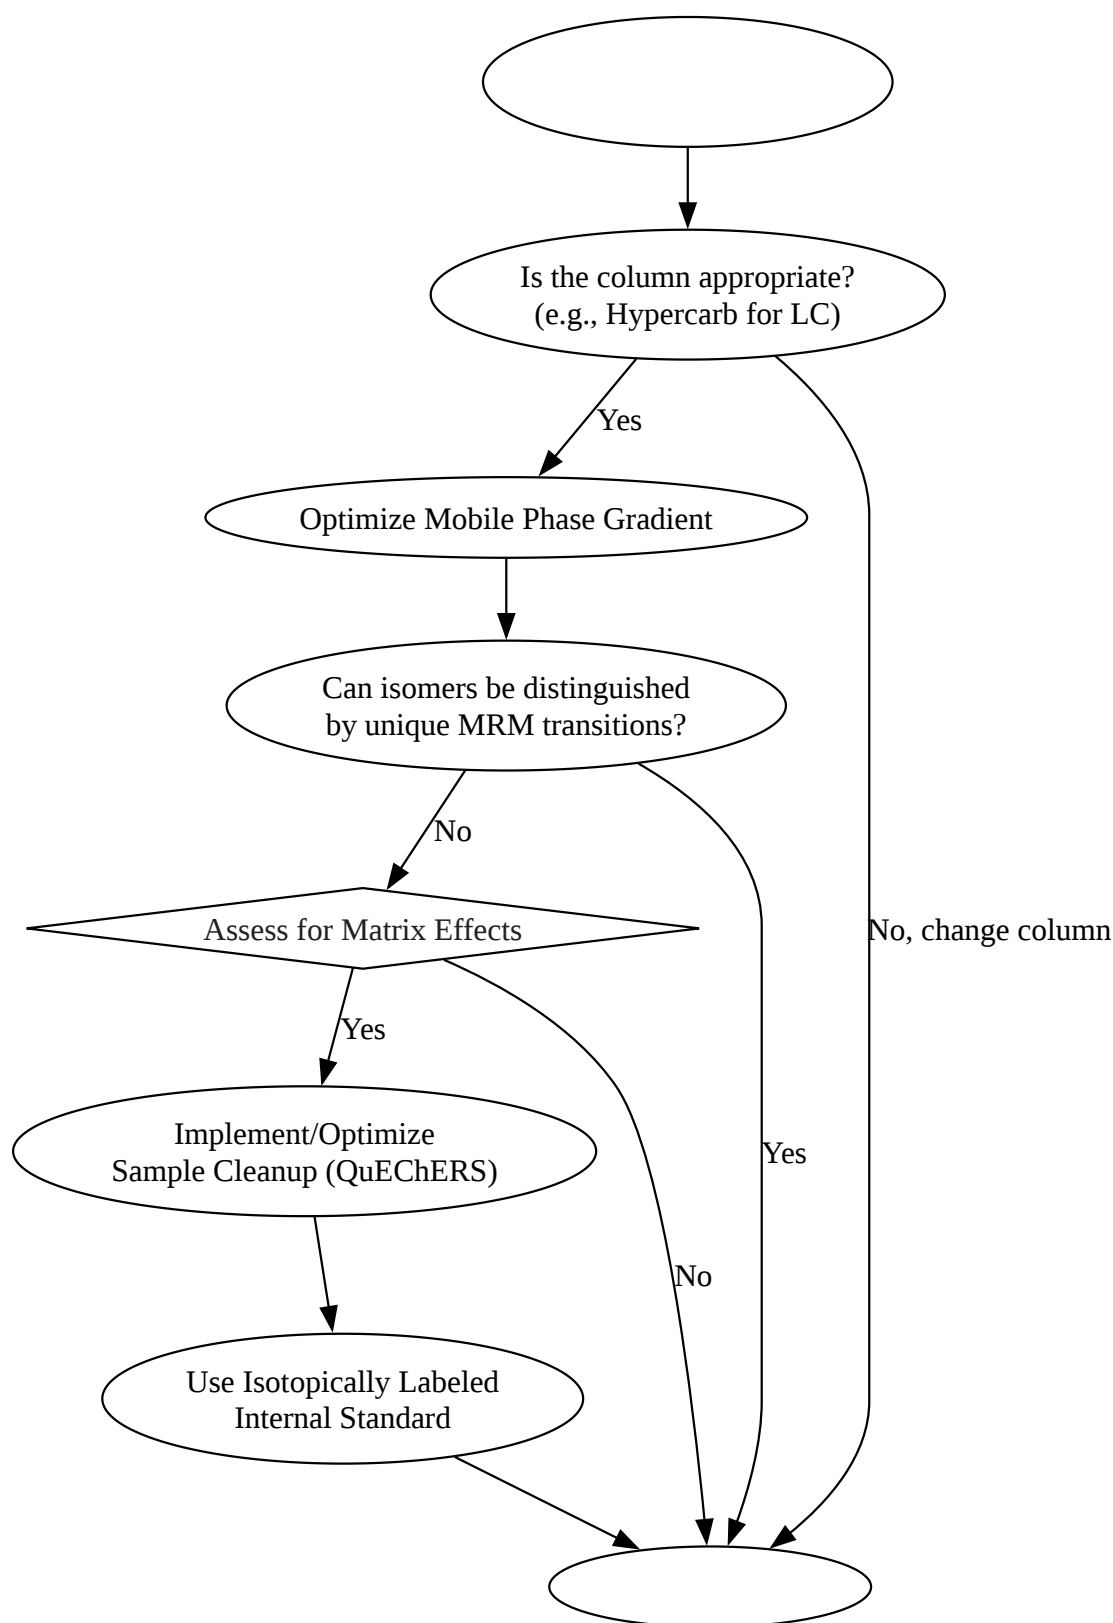 Is the column appropriate?
(e.g., Hypercarb for LC)
Yes
Optimize Mobile Phase Gradient
Can isomers be distinguished
by unique MRM transitions?
No
Assess for Matrix Effects
No, change column
Yes
Implement/Optimize
Sample Cleanup (QuEChERS)
Yes
No
Use Isotopically Labeled
Internal Standard